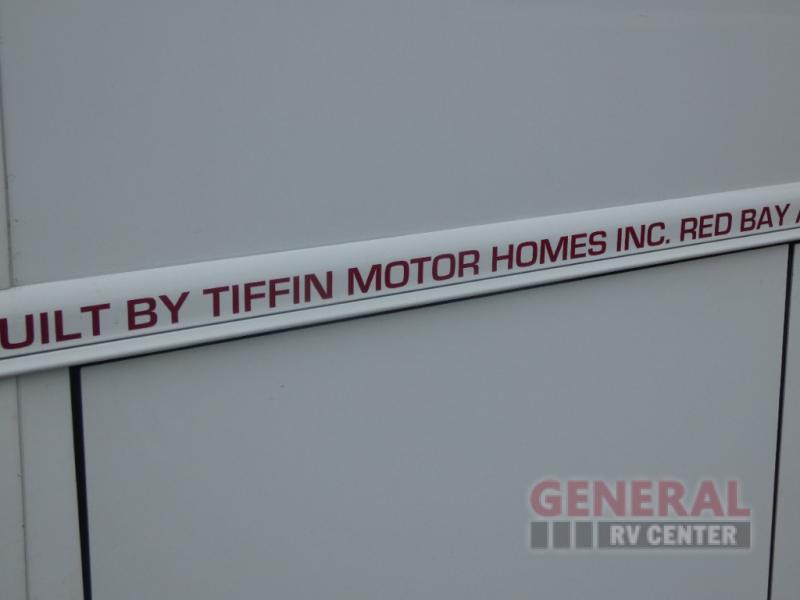 UILT BY TIFFIN MOTOR HOMES INC. RED BAY A
GENERAL
RV CENTER